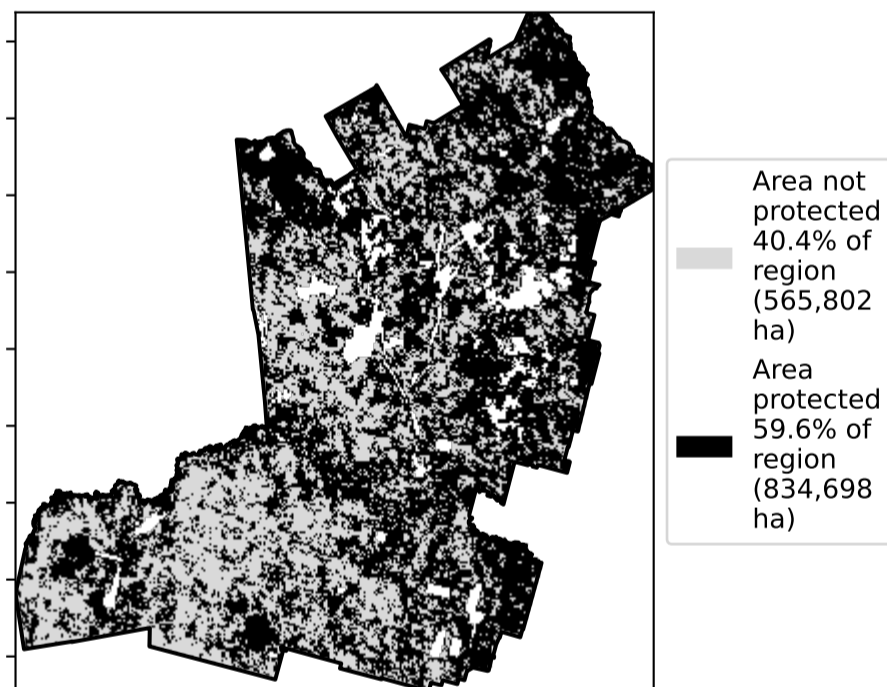 Area not
protected
40.4% of
region
(565,802
ha)
Area
protected
59.6% of
region
(834,698
ha)